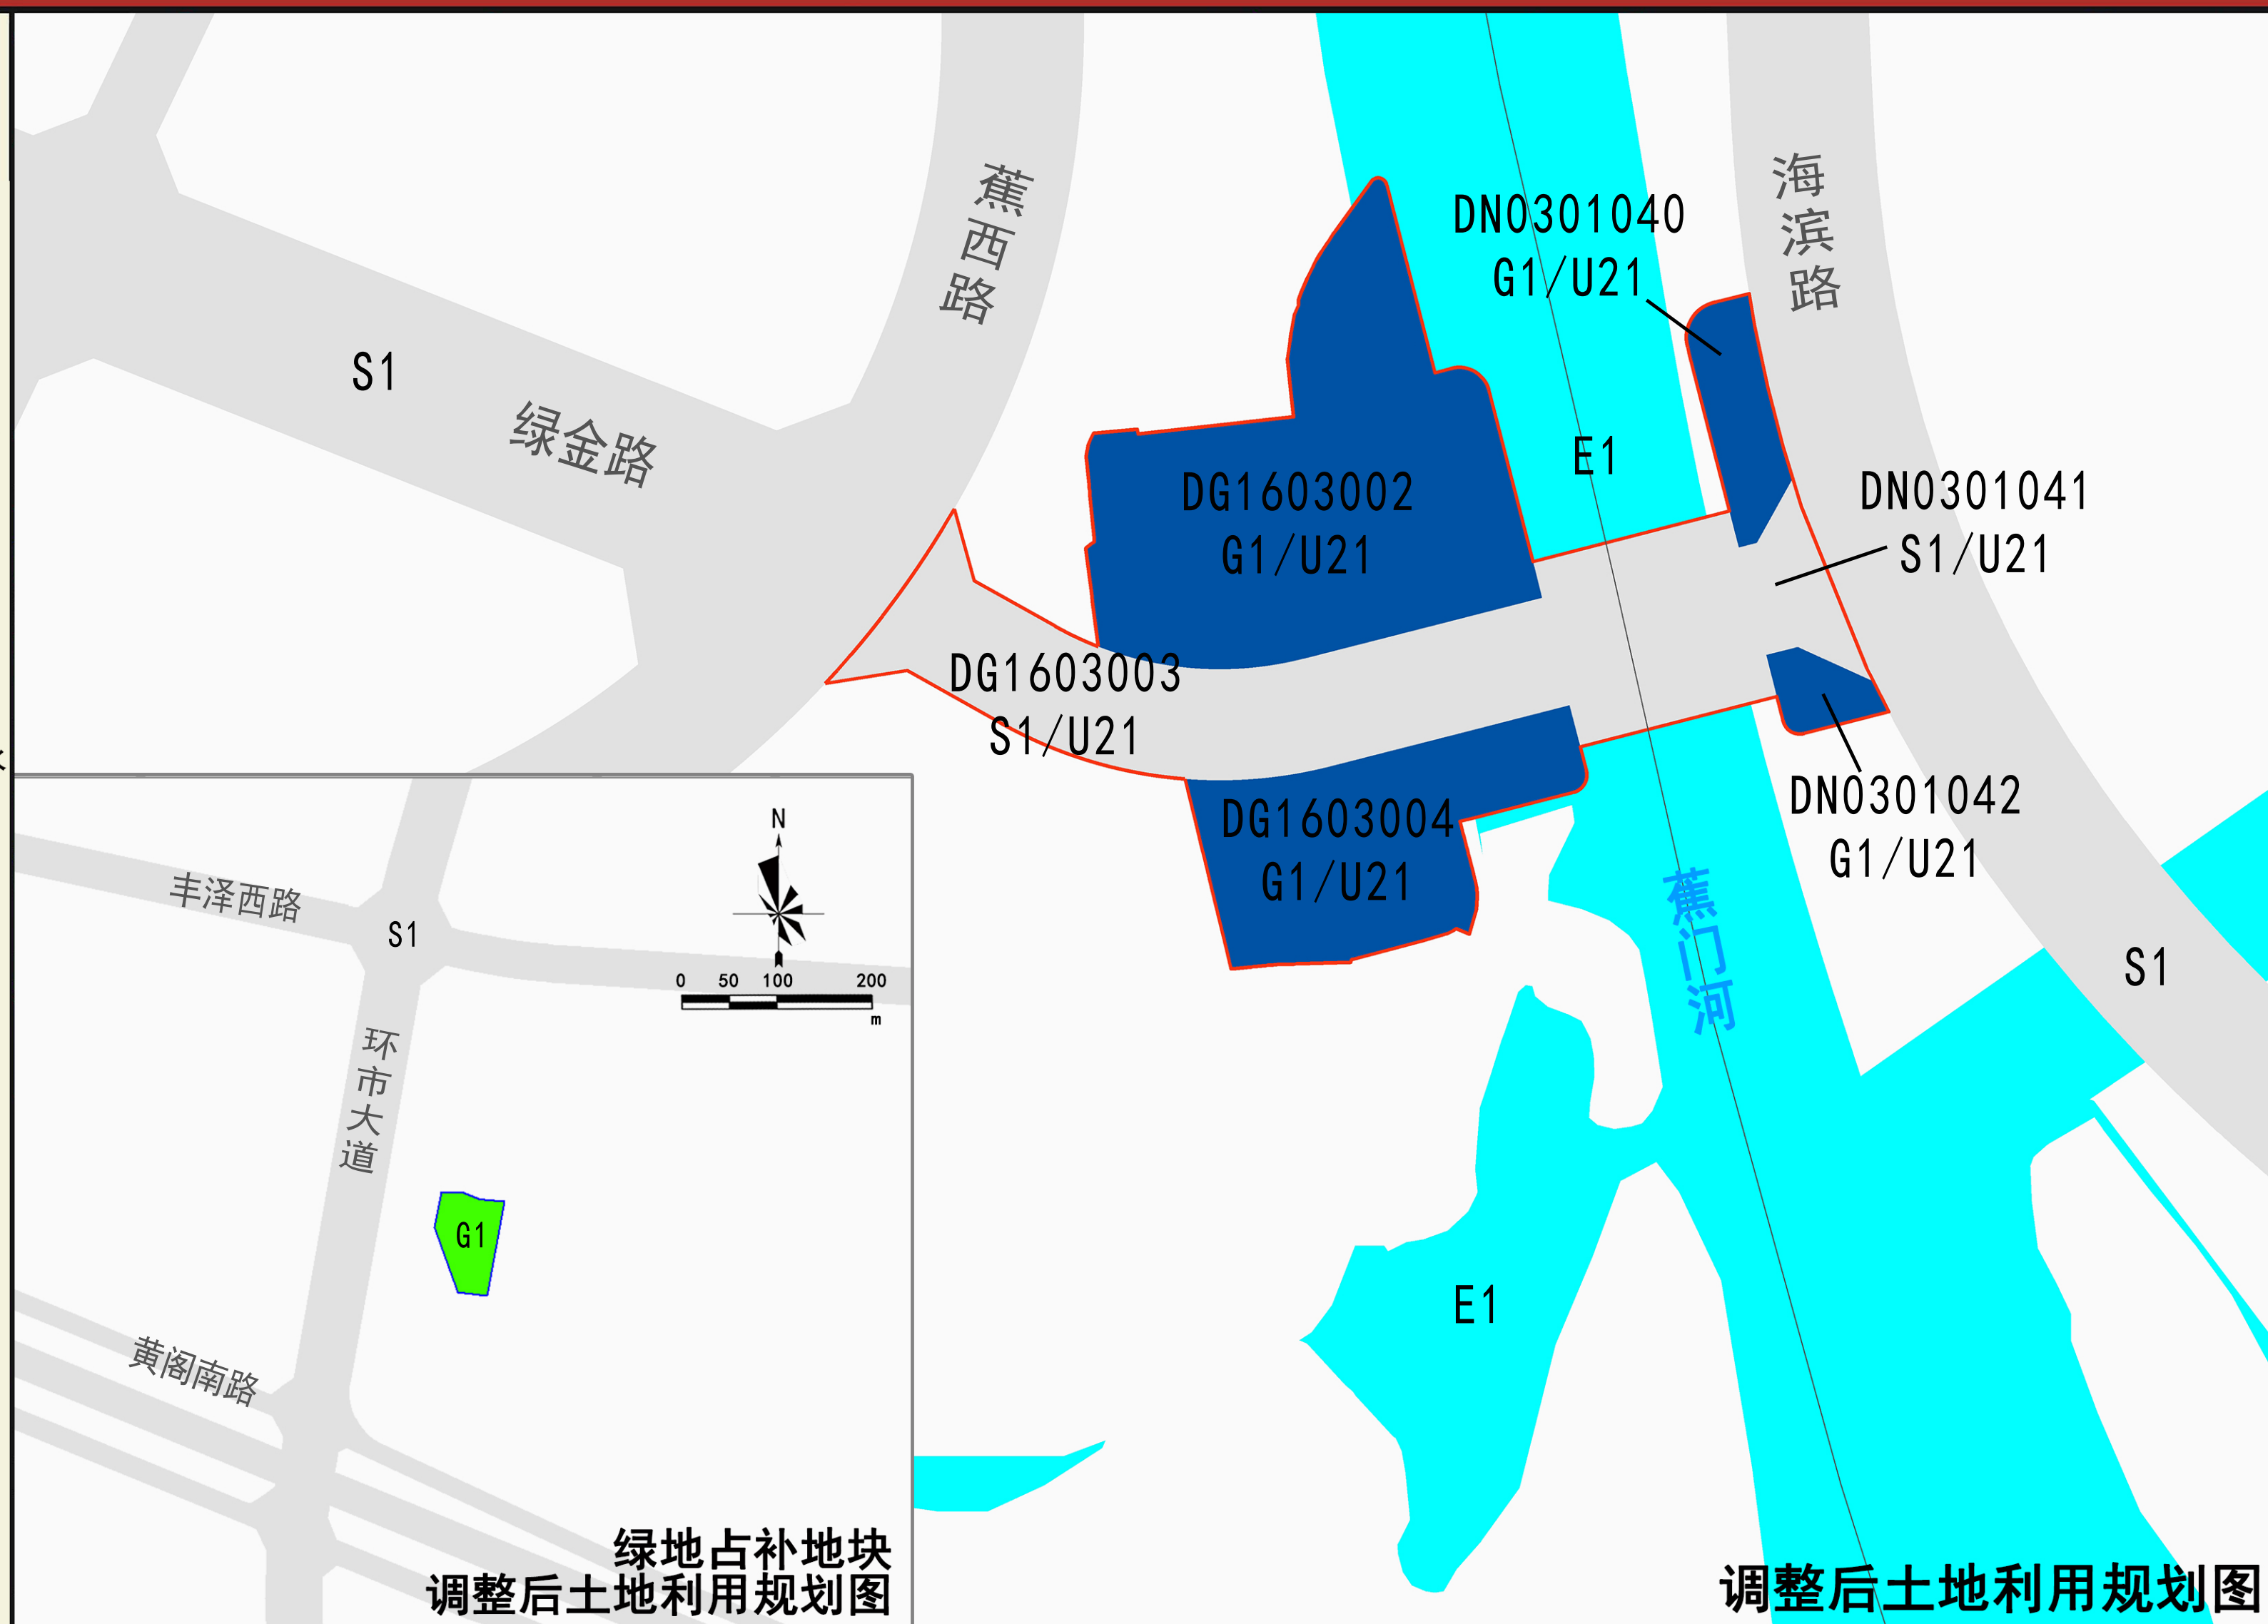 蕉西路
海滨路
DN0301040
G1/U21
S1
绿金路
E1
DG1603002
G1/U21
DN0301041
S1/U21
DG1603003
S1/U21
DG1603004
G1/U21
DN0301042
G1/U21
蕉门河
S1
E1
调整后土地利用规划图
N
丰泽西路
S1
0 50 100 200
m
环市大道
G1
黄阁南路
绿地占补地块
调整后土地利用规划图